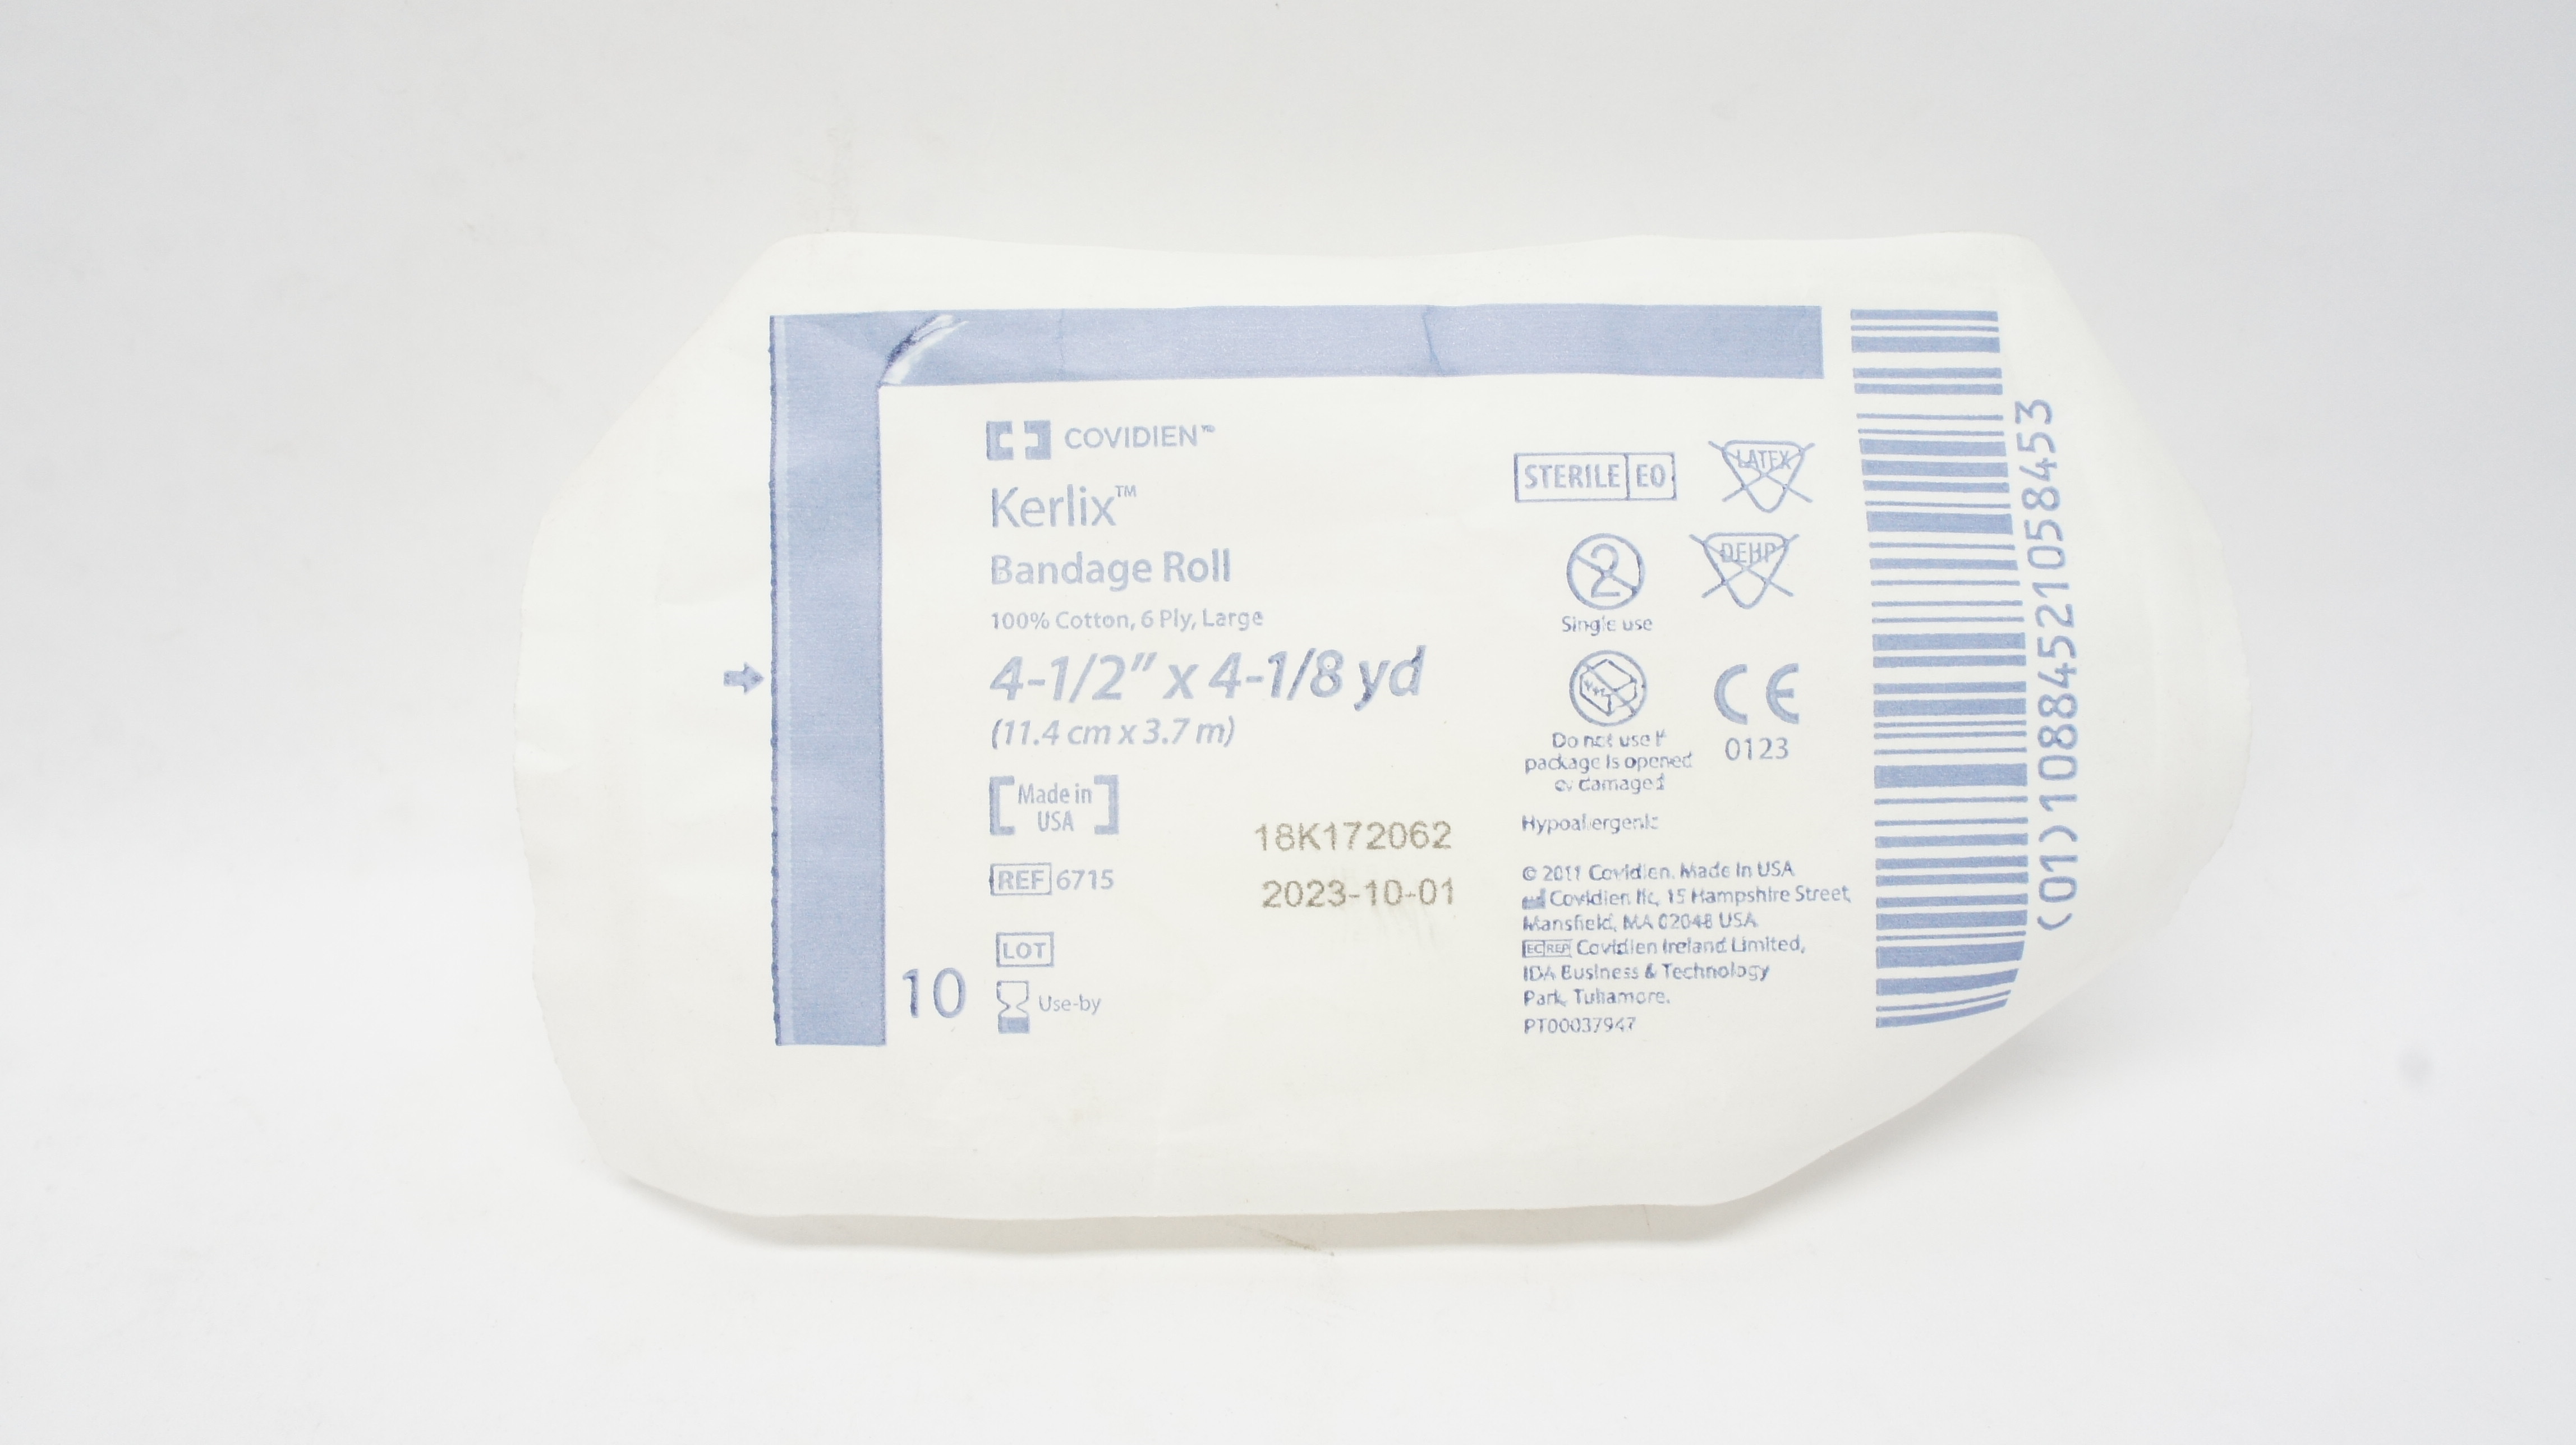 COVIDIEN™
Kerlix™
Bandage Roll
100% Cotton, 6 Ply, Large
4-1/2" x 4-1/8 yd
(11.4 cm x 3.7 m)
Made in
USA
REF 6715
18K172062
2023-10-01
LOT
10
Use-by
STERILE EO
LATEX
DEHP
2
Single use
Do not use if
package is opened
or damaged
CE
0123
Hypoallergenic
© 2011 Covidien. Made in USA
Covidien llc, 15 Hampshire Street,
Mansfield, MA 02048 USA.
EC REP Covidien Ireland Limited,
IDA Business & Technology
Park, Tullamore.
PT00037947
(01)10884521058453